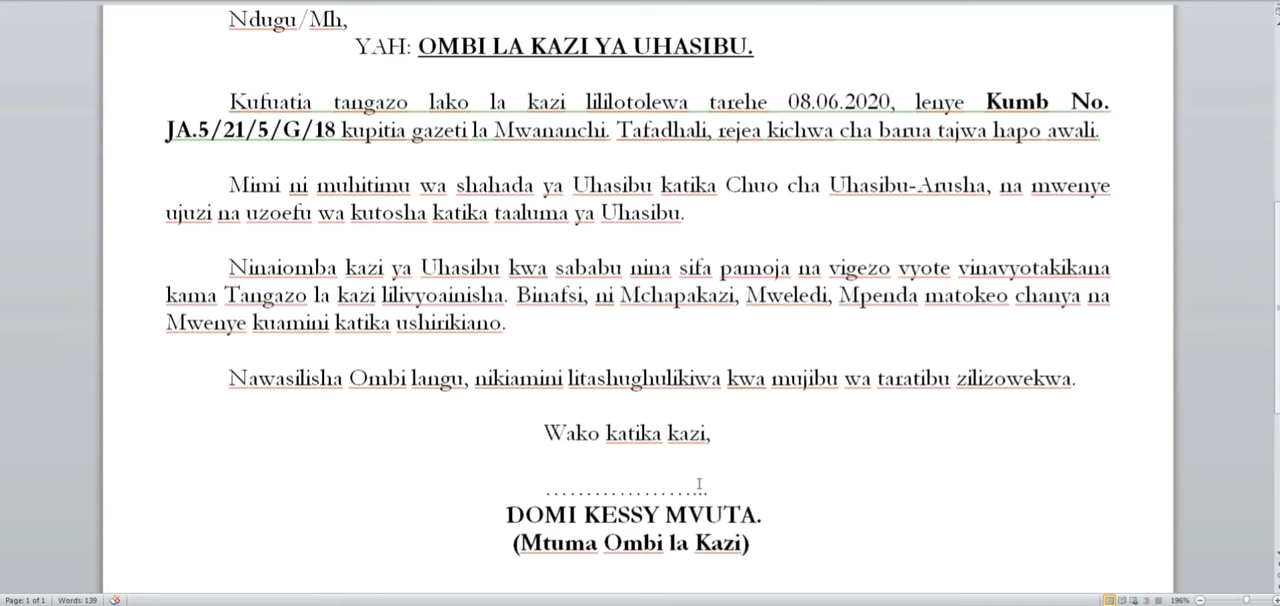 Ndugu/Mh,
YAH: OMBI LA KAZI YA UHASIBU.
Kufuatia tangazo lako la kazi lililotolewa tarehe 08.06.2020, lenye Kumb No.
JA.5/21/5/G/18 kupitia gazeti la Mwananchi. Tafadhali, rejea kichwa cha barua tajwa hapo awali.
Mimi ni muhitimu wa shahada ya Uhasibu katika Chuo cha Uhasibu-Arusha, na mwenye
ujuzi na uzoefu wa kutosha katika taaluma ya Uhasibu.
Ninaiomba kazi ya Uhasibu kwa sababu nina sifa pamoja na vigezo vyote vinavyotakikana
kama Tangazo la kazi lilivyoainisha. Binafsi, ni Mchapakazi, Mweledi, Mpenda matokeo chanya na
Mwenye kuamini katika ushirikiano.
Nawasilisha Ombi langu, nikiamini litashughulikiwa kwa mujibu wa taratibu zilizowekwa.
Wako katika kazi,
.......................
DOMI KESSY MVUTA.
(Mtuma Ombi la Kazi)
Page: 1 of 1 Words: 139 196%